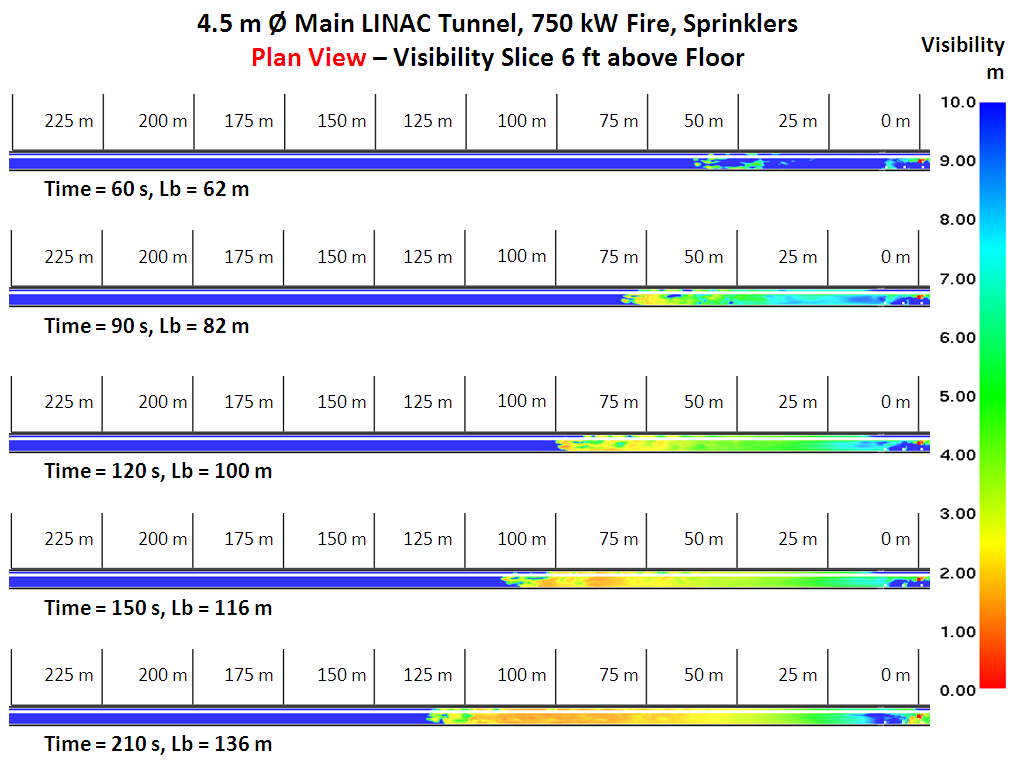 4.5 m Ø Main LINAC Tunnel, 750 kW Fire, Sprinklers
Plan View – Visibility Slice 6 ft above Floor
Visibility
m
225 m 200 m 175 m 150 m 125 m 100 m 75 m 50 m 25 m 0 m
Time = 60 s, Lb = 62 m
225 m 200 m 175 m 150 m 125 m 100 m 75 m 50 m 25 m 0 m
Time = 90 s, Lb = 82 m
225 m 200 m 175 m 150 m 125 m 100 m 75 m 50 m 25 m 0 m
Time = 120 s, Lb = 100 m
225 m 200 m 175 m 150 m 125 m 100 m 75 m 50 m 25 m 0 m
Time = 150 s, Lb = 116 m
225 m 200 m 175 m 150 m 125 m 100 m 75 m 50 m 25 m 0 m
Time = 210 s, Lb = 136 m
10.0
9.00
8.00
7.00
6.00
5.00
4.00
3.00
2.00
1.00
0.00